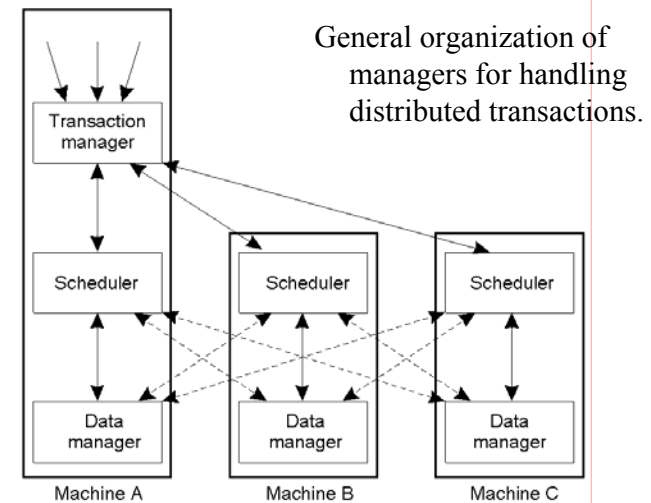 General organization of
managers for handling
distributed transactions.
Transaction
manager
Scheduler
Scheduler
Scheduler
Data
manager
Data
manager
Data
manager
Machine A
Machine B
Machine C